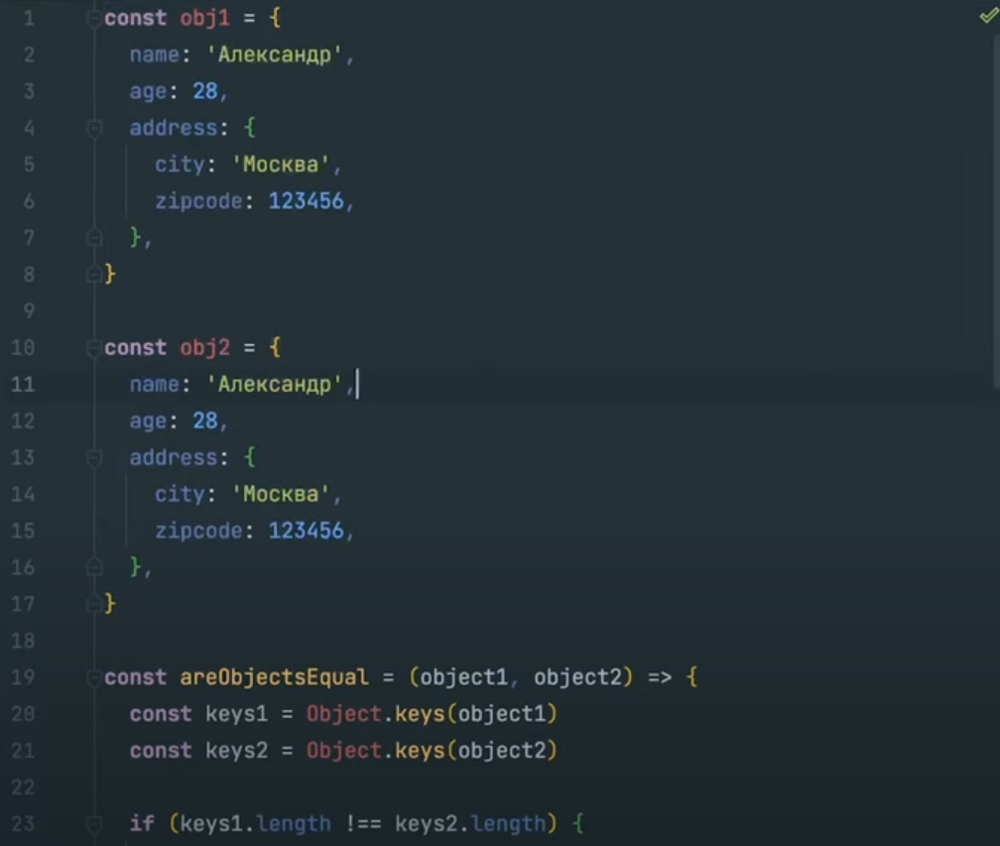 1 const obj1 = {
2 name: 'Александр',
3 age: 28,
4 address: {
5 city: 'Москва',
6 zipcode: 123456,
7 },
8 }
9
10 const obj2 = {
11 name: 'Александр',
12 age: 28,
13 address: {
14 city: 'Москва',
15 zipcode: 123456,
16 },
17 }
18
19 const areObjectsEqual = (object1, object2) => {
20 const keys1 = Object.keys(object1)
21 const keys2 = Object.keys(object2)
22
23 if (keys1.length !== keys2.length) {